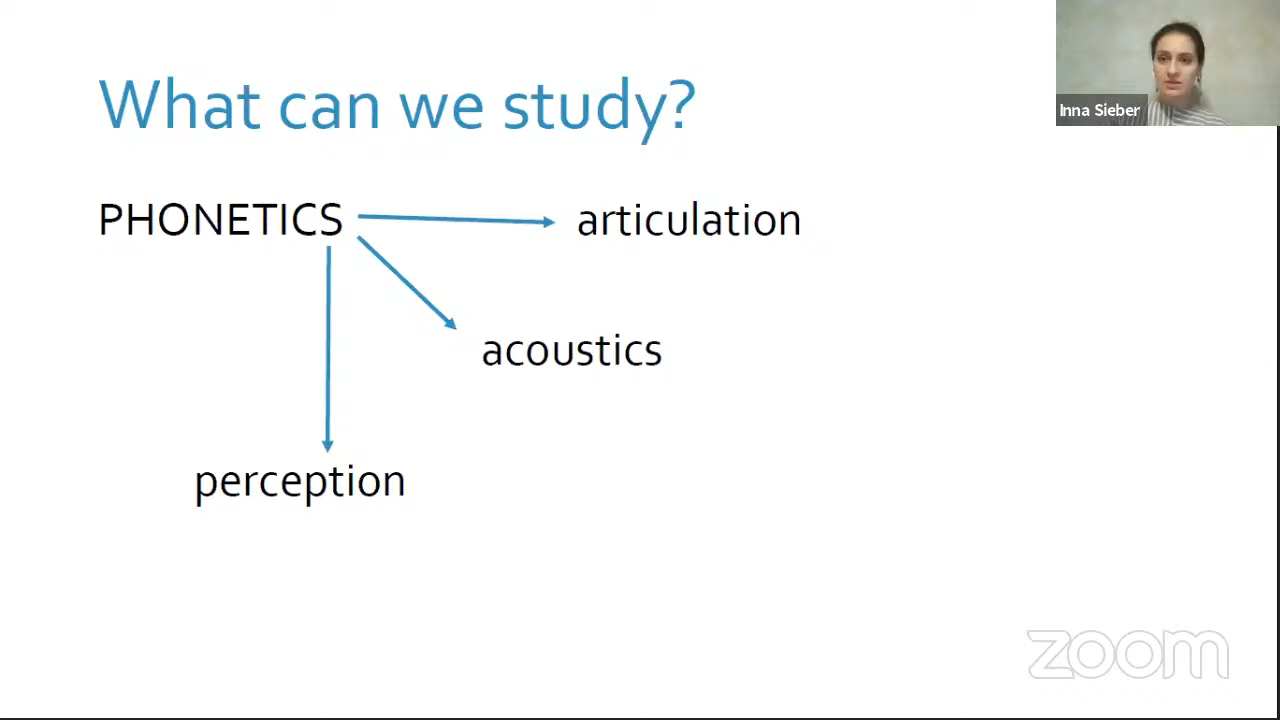 What can we study?
Inna Sieber
PHONETICS
articulation
acoustics
perception
zoom